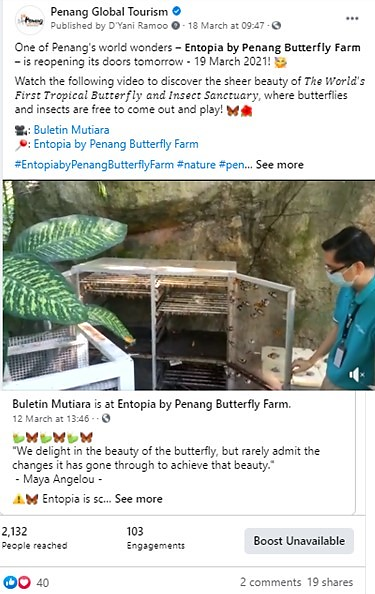 Penang Global Tourism
Published by D'Yani Ramoo · 18 March at 09:47 ·
One of Penang's world wonders – Entopia by Penang Butterfly Farm
– is reopening its doors tomorrow - 19 March 2021! 🥳
Watch the following video to discover the sheer beauty of The World's
First Tropical Butterfly and Insect Sanctuary, where butterflies
and insects are free to come out and play! 🦋🌺
🎥: Buletin Mutiara
📍: Entopia by Penang Butterfly Farm
#EntopiabyPenangButterflyFarm #nature #pen... See more
Buletin Mutiara is at Entopia by Penang Butterfly Farm.
12 March at 13:46 ·
🐛🦋🐛🦋🐛🦋
"We delight in the beauty of the butterfly, but rarely admit the
changes it has gone through to achieve that beauty."
- Maya Angelou -
⚠️🦋 Entopia is sc... See more
2,132
People reached
103
Engagements
Boost Unavailable
40
2 comments 19 shares